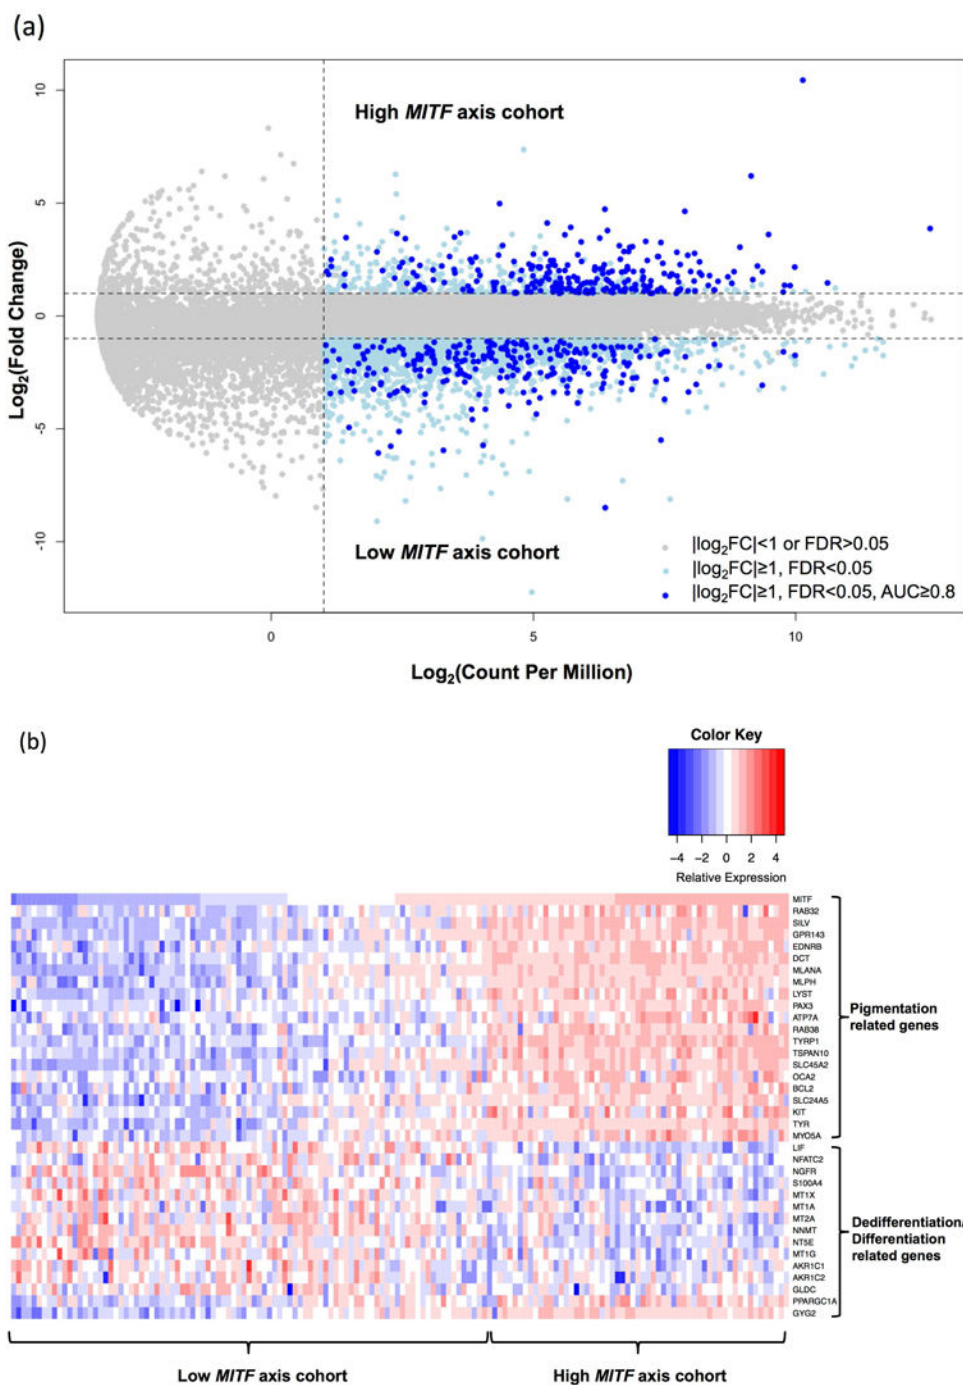 (a)
High MITF axis cohort
Low MITF axis cohort
|log₂FC|<1 or FDR>0.05
|log₂FC|≥1, FDR<0.05
|log₂FC|≥1, FDR<0.05, AUC≥0.8
Log₂(Fold Change)
10
5
0
-5
-10
0
5
10
Log₂(Count Per Million)
(b)
Color Key
−4
−2
0
2
4
Relative Expression
MITF
RAB32
SILV
GPR143
EDNRB
DCT
MLANA
MLPH
LYST
PAX3
ATP7A
RAB38
TYRP1
TSPAN10
SLC45A2
OCA2
BCL2
SLC24A5
KIT
TYR
MYO5A
LIF
NFATC2
NGFR
S100A4
MT1X
MT1A
MT2A
NNMT
NT5E
MT1G
AKR1C1
AKR1C2
GLDC
PPARGC1A
GYG2
Pigmentation
related genes
Dedifferentiation/
Differentiation
related genes
Low MITF axis cohort
High MITF axis cohort